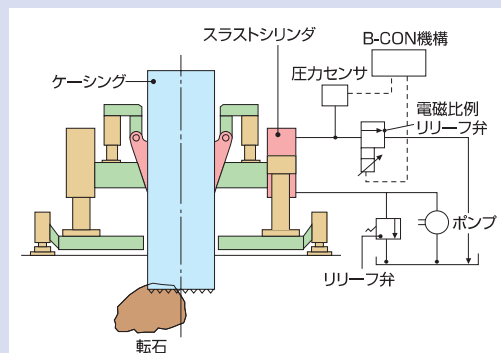 スラストシリンダ
B-CON機構
ケーシング
圧力センサ
電磁比例
リリーフ弁
ポンプ
リリーフ弁
転石